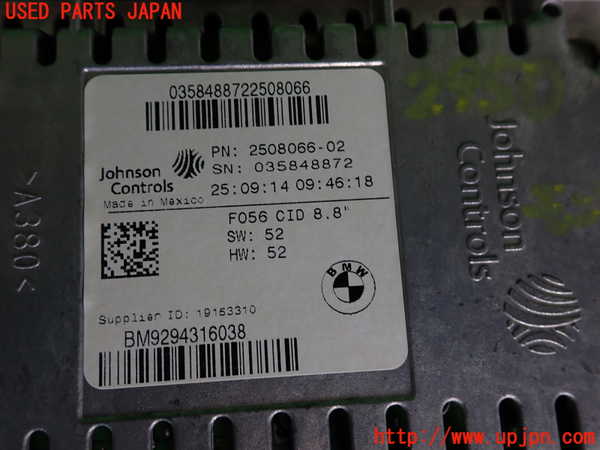 USED PARTS JAPAN
0358488722508066
Johnson
Controls
PN: 2508066-02
SN: 035848872
25:09:14 09:46:18
Made in Mexico
F056 CID 8.8"
SW: 52
HW: 52
BMW
Supplier ID: 19153310
BM9294316038
>A380<
Johnson
Controls
http://www.upjpn.com